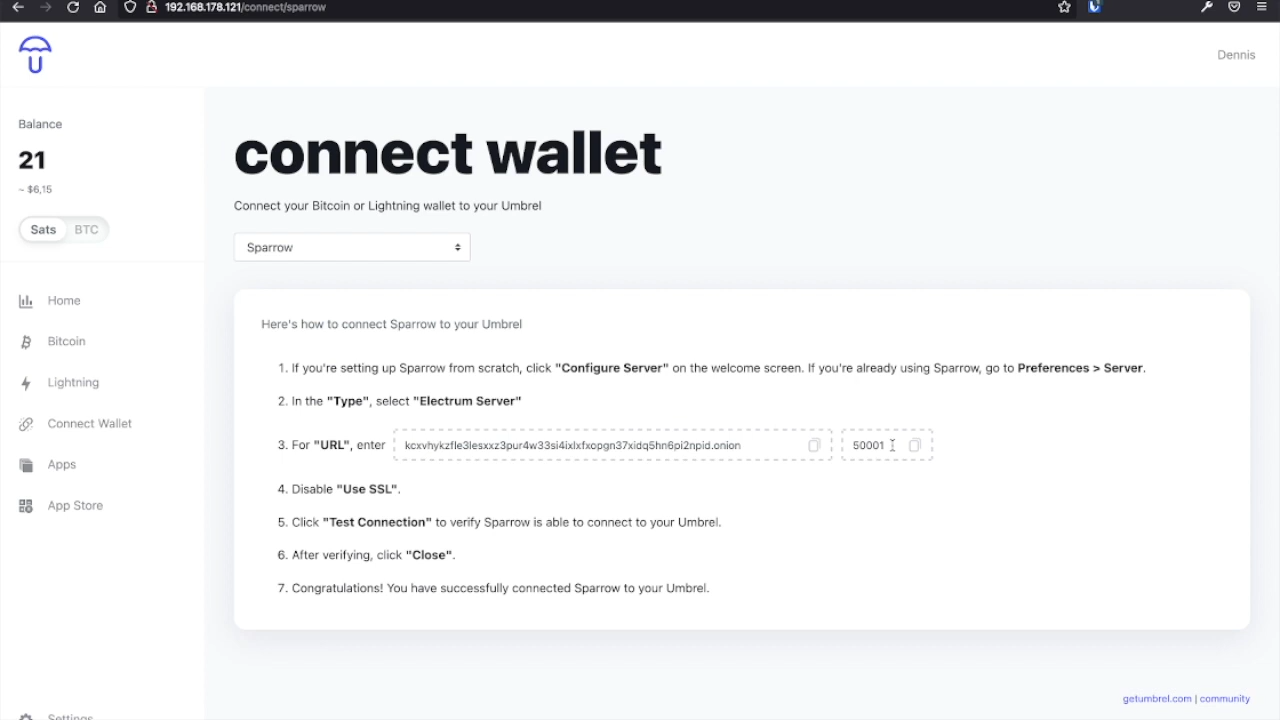 192.168.178.121/connect/sparrow
Dennis
Balance
21
~ $6,15
Sats BTC
Home
Bitcoin
Lightning
Connect Wallet
Apps
App Store
Settings
connect wallet
Connect your Bitcoin or Lightning wallet to your Umbrel
Sparrow
Here's how to connect Sparrow to your Umbrel
1. If you're setting up Sparrow from scratch, click "Configure Server" on the welcome screen. If you're already using Sparrow, go to Preferences > Server.
2. In the "Type", select "Electrum Server"
3. For "URL", enter kcxvhykzfle3lesxxz3pur4w33si4ixlxfxopgn37xidq5hn6pi2npid.onion 50001
4. Disable "Use SSL".
5. Click "Test Connection" to verify Sparrow is able to connect to your Umbrel.
6. After verifying, click "Close".
7. Congratulations! You have successfully connected Sparrow to your Umbrel.
getumbrel.com | community